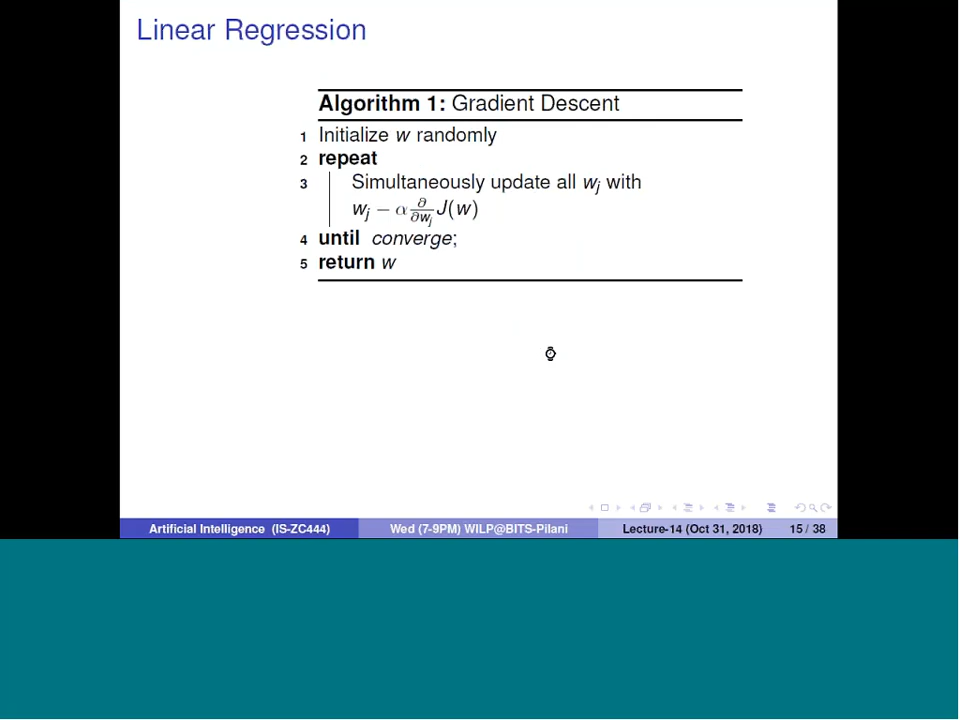 Linear Regression
Algorithm 1: Gradient Descent
1 Initialize w randomly
2 repeat
3 Simultaneously update all wⱼ with
wⱼ − α ∂/∂wⱼ J(w)
4 until converge;
5 return w
Artificial Intelligence (IS-ZC444) Wed (7-9PM) WILP@BITS-Pilani Lecture-14 (Oct 31, 2018) 15 / 38